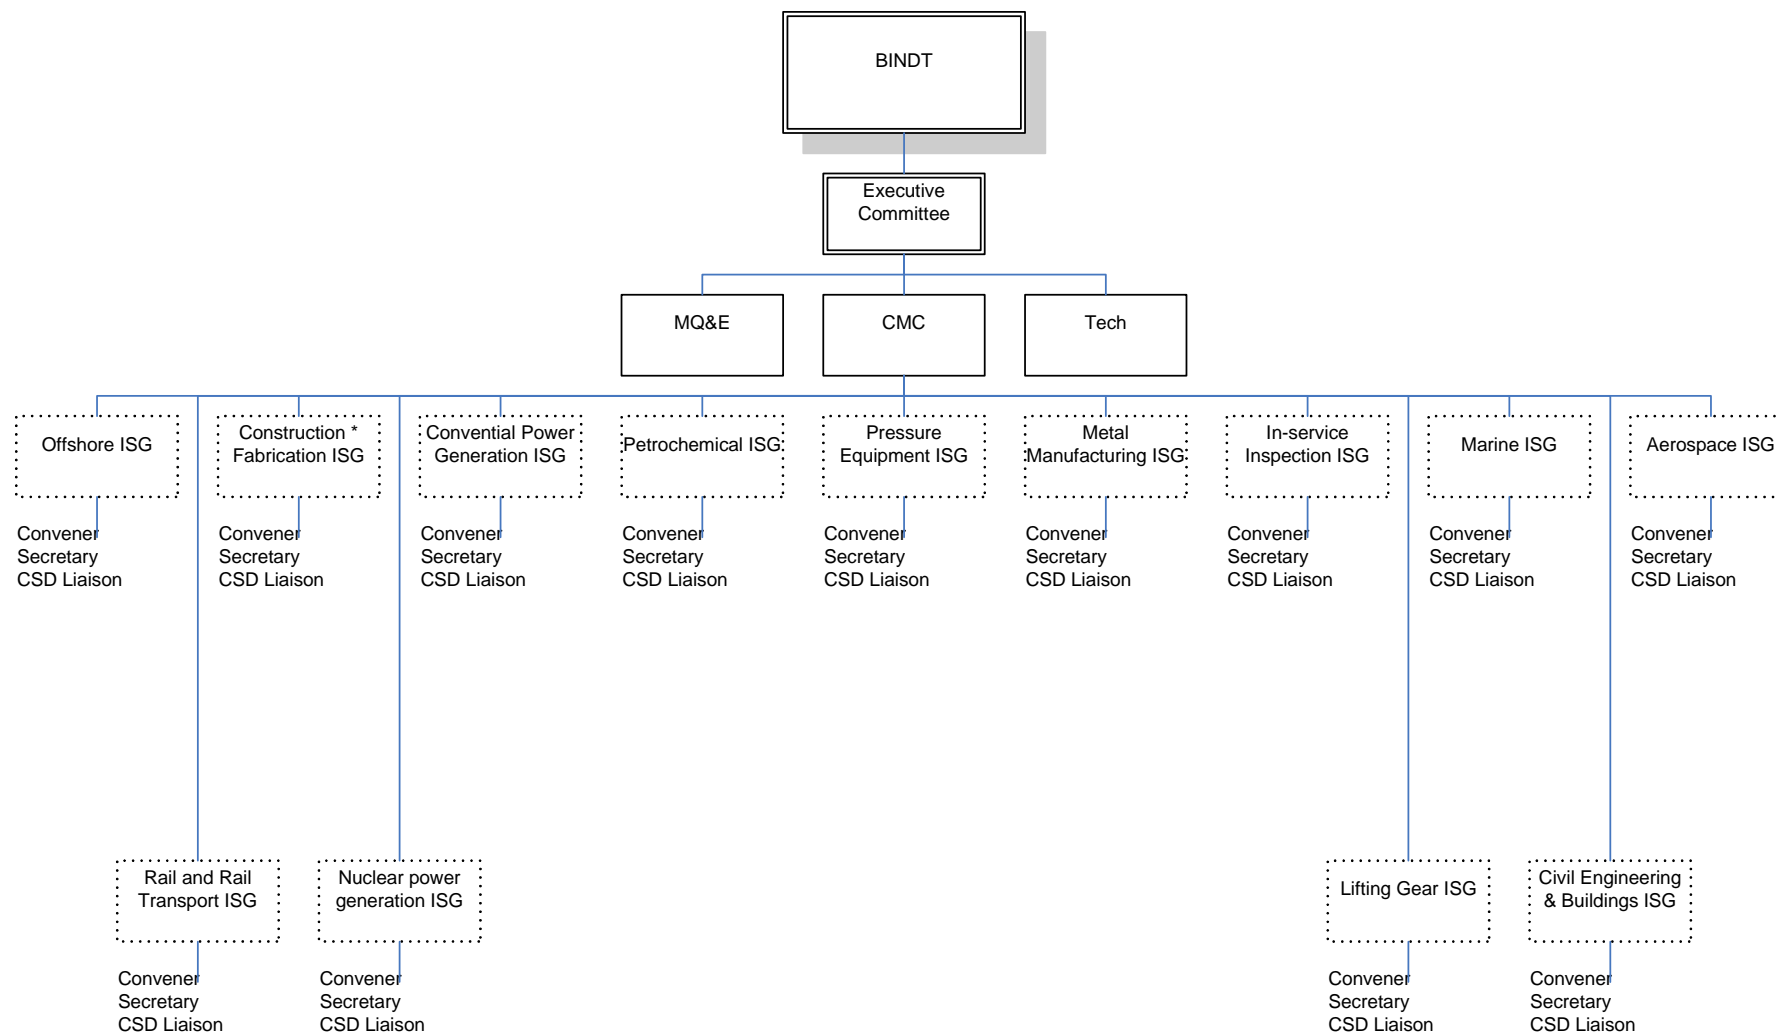 BINDT
Executive
Committee
MQ&E
CMC
Tech
Offshore ISG
Construction *
Fabrication ISG
Convential Power
Generation ISG
Petrochemical ISG
Pressure
Equipment ISG
Metal
Manufacturing ISG
In-service
Inspection ISG
Marine ISG
Aerospace ISG
Convener
Secretary
CSD Liaison
Convener
Secretary
CSD Liaison
Convener
Secretary
CSD Liaison
Convener
Secretary
CSD Liaison
Convener
Secretary
CSD Liaison
Convener
Secretary
CSD Liaison
Convener
Secretary
CSD Liaison
Convener
Secretary
CSD Liaison
Convener
Secretary
CSD Liaison
Rail and Rail
Transport ISG
Nuclear power
generation ISG
Lifting Gear ISG
Civil Engineering
& Buildings ISG
Convener
Secretary
CSD Liaison
Convener
Secretary
CSD Liaison
Convener
Secretary
CSD Liaison
Convener
Secretary
CSD Liaison